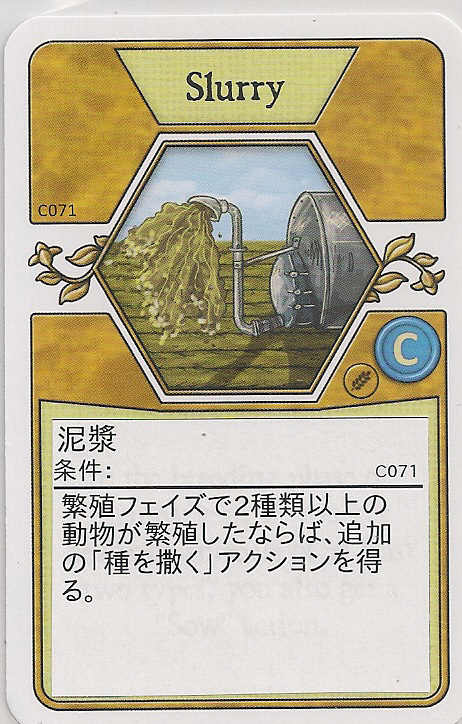 Slurry
C071
C
泥漿
条件:
C071
繁殖フェイズで2種類以上の
動物が繁殖したならば、追加
の「種を撒く」アクションを得
る。